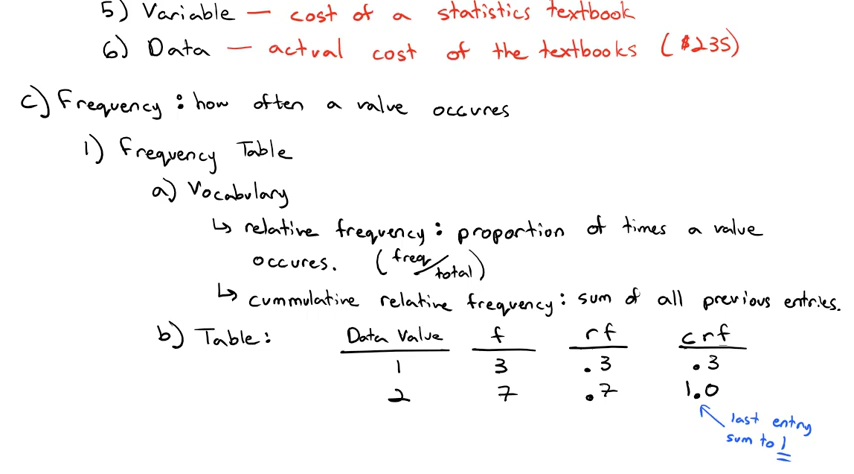 5) Variable — cost of a statistics textbook
6) Data — actual cost of the textbooks ($235)
C) Frequency: how often a value occures
1) Frequency Table
a) Vocabulary
↳ relative frequency: proportion of times a value
occures. (freq/total)
↳ cummulative relative frequency: sum of all previous entries.
b) Table: Data Value f rf crf
1 3 .3 .3
2 7 .7 1.0
last entry
sum to 1